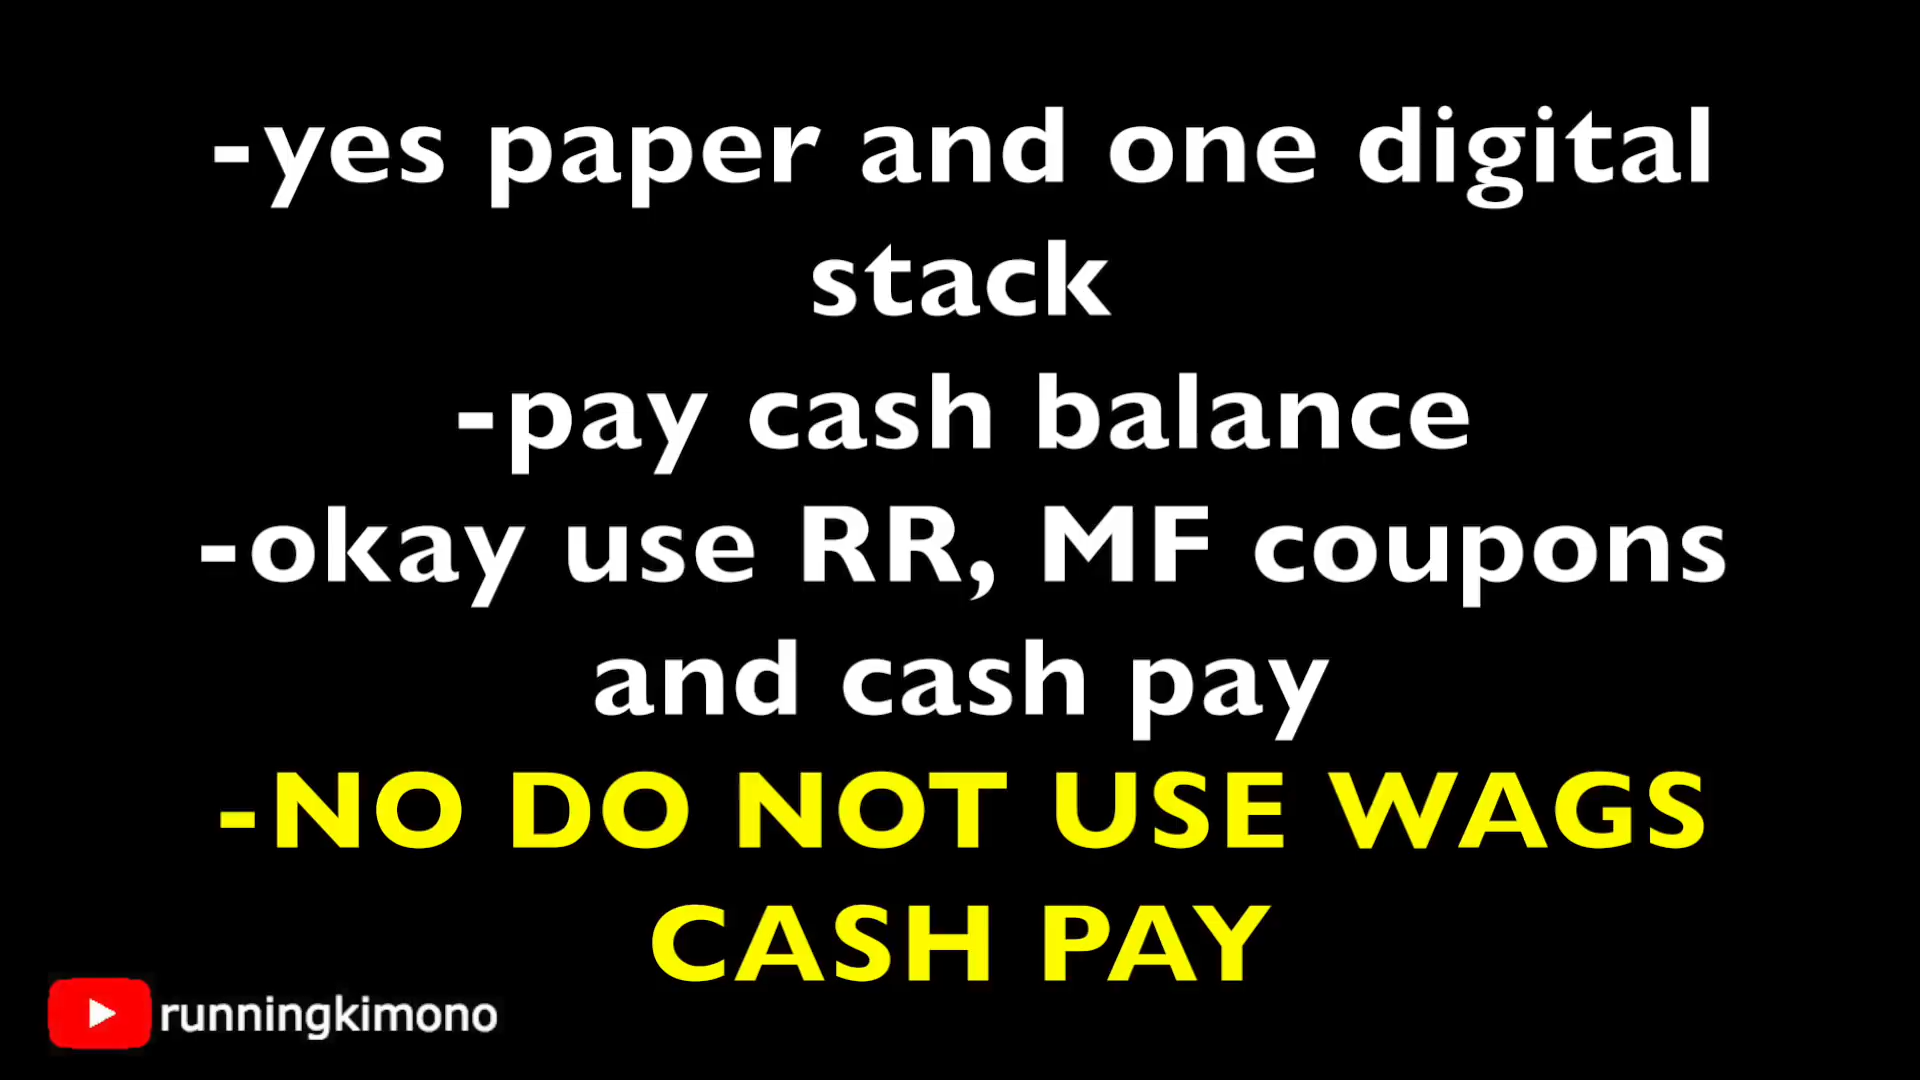 -yes paper and one digital
stack
-pay cash balance
-okay use RR, MF coupons
and cash pay
-NO DO NOT USE WAGS
CASH PAY
runningkimono